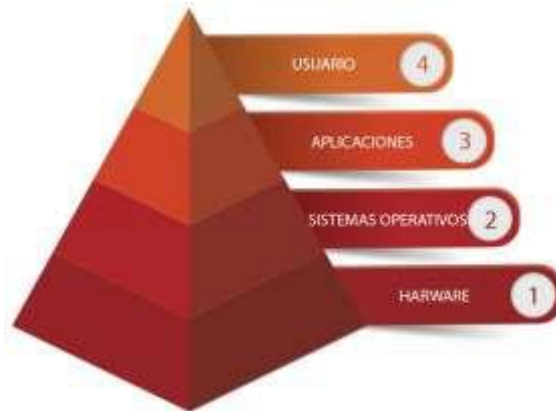 USUARIO
4
APLICACIONES
3
SISTEMAS OPERATIVOS
2
HARWARE
1